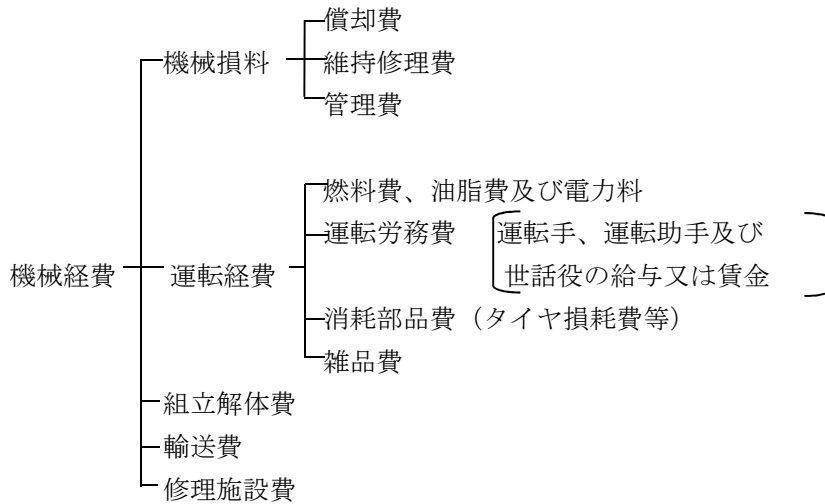 償却費
機械損料
維持修理費
管理費
燃料費、油脂費及び電力料
運転労務費 運転手、運転助手及び
機械経費 運転経費 世話役の給与又は賃金
消耗部品費（タイヤ損耗費等）
雑品費
組立解体費
輸送費
修理施設費